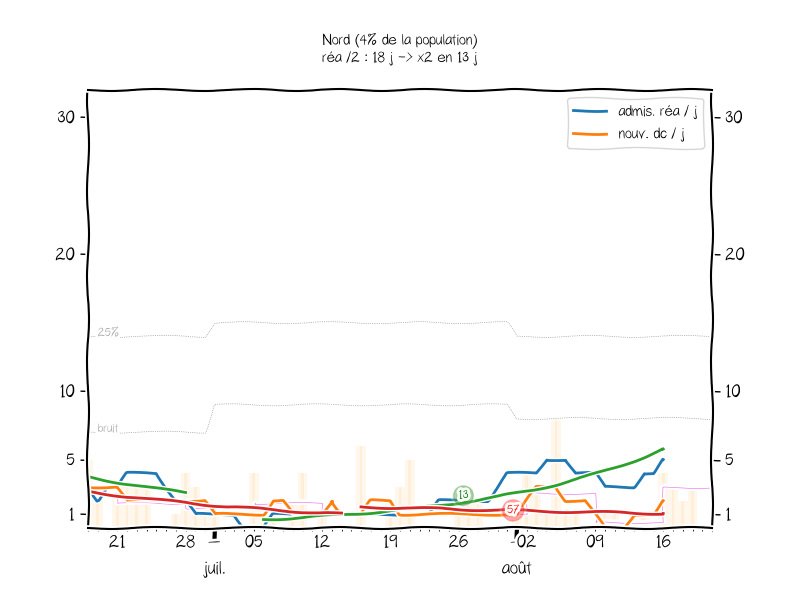 Nord (4% de la population)
réa /2 : 18 j -> x2 en 13 j
admis. réa / j
nouv. dc / j
30
30
20
20
25%
10
10
bruit
5
5
13
57
1
1
21 28 05 12 19 26 02 09 16
juil. août